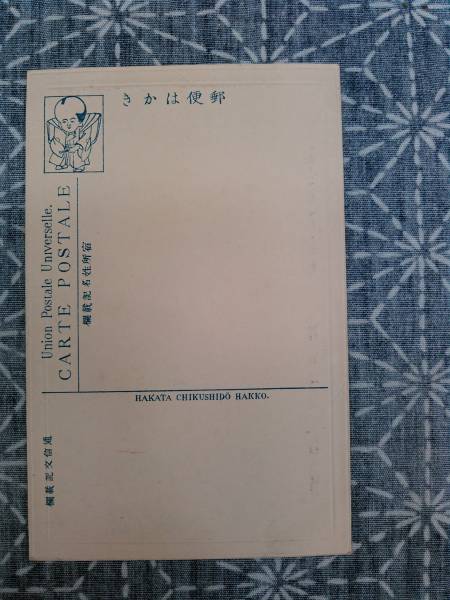 きかは便郵
Union Postale Universelle.
CARTE POSTALE
宿所姓名記載欄
HAKATA CHIKUSHIDŌ HAKKO.
通信文記載欄